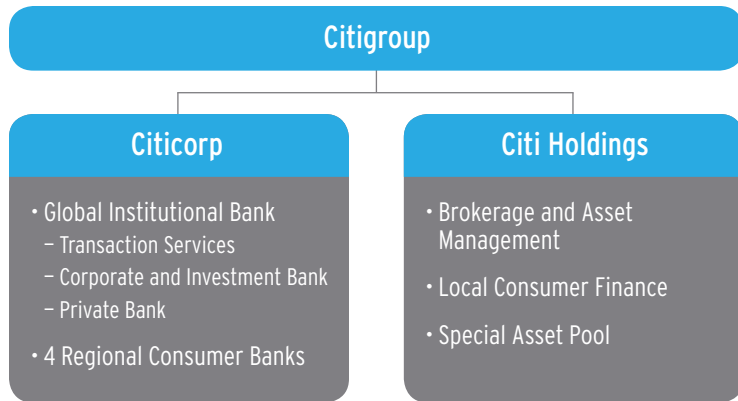 Citigroup
Citicorp
• Global Institutional Bank
– Transaction Services
– Corporate and Investment Bank
– Private Bank
• 4 Regional Consumer Banks
Citi Holdings
• Brokerage and Asset
Management
• Local Consumer Finance
• Special Asset Pool